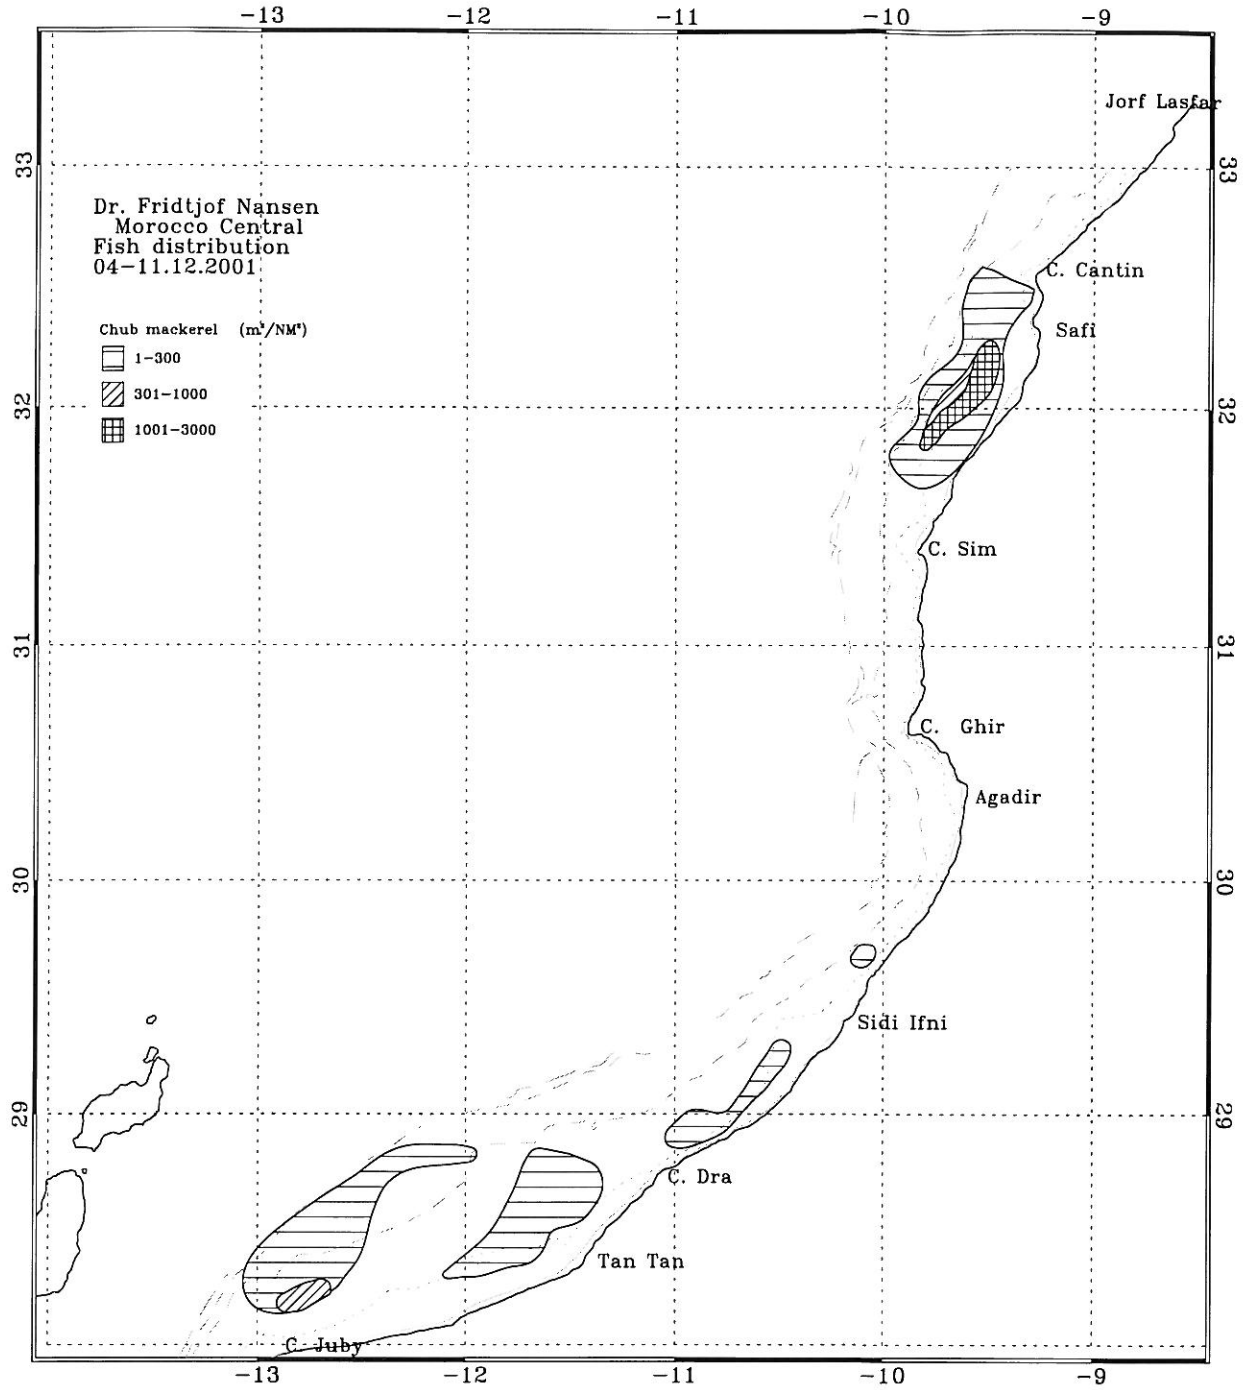 -13 -12 -11 -10 -9
Jorf Lasfar
33 33
Dr. Fridtjof Nansen
Morocco Central
Fish distribution
04-11.12.2001
C. Cantin
Chub mackerel (m²/NM²)
Safi
1-300
301-1000
32 32
1001-3000
C. Sim
31 31
C. Ghir
Agadir
30 30
Sidi Ifni
29 29
C. Dra
Tan Tan
C. Juby
-13 -12 -11 -10 -9